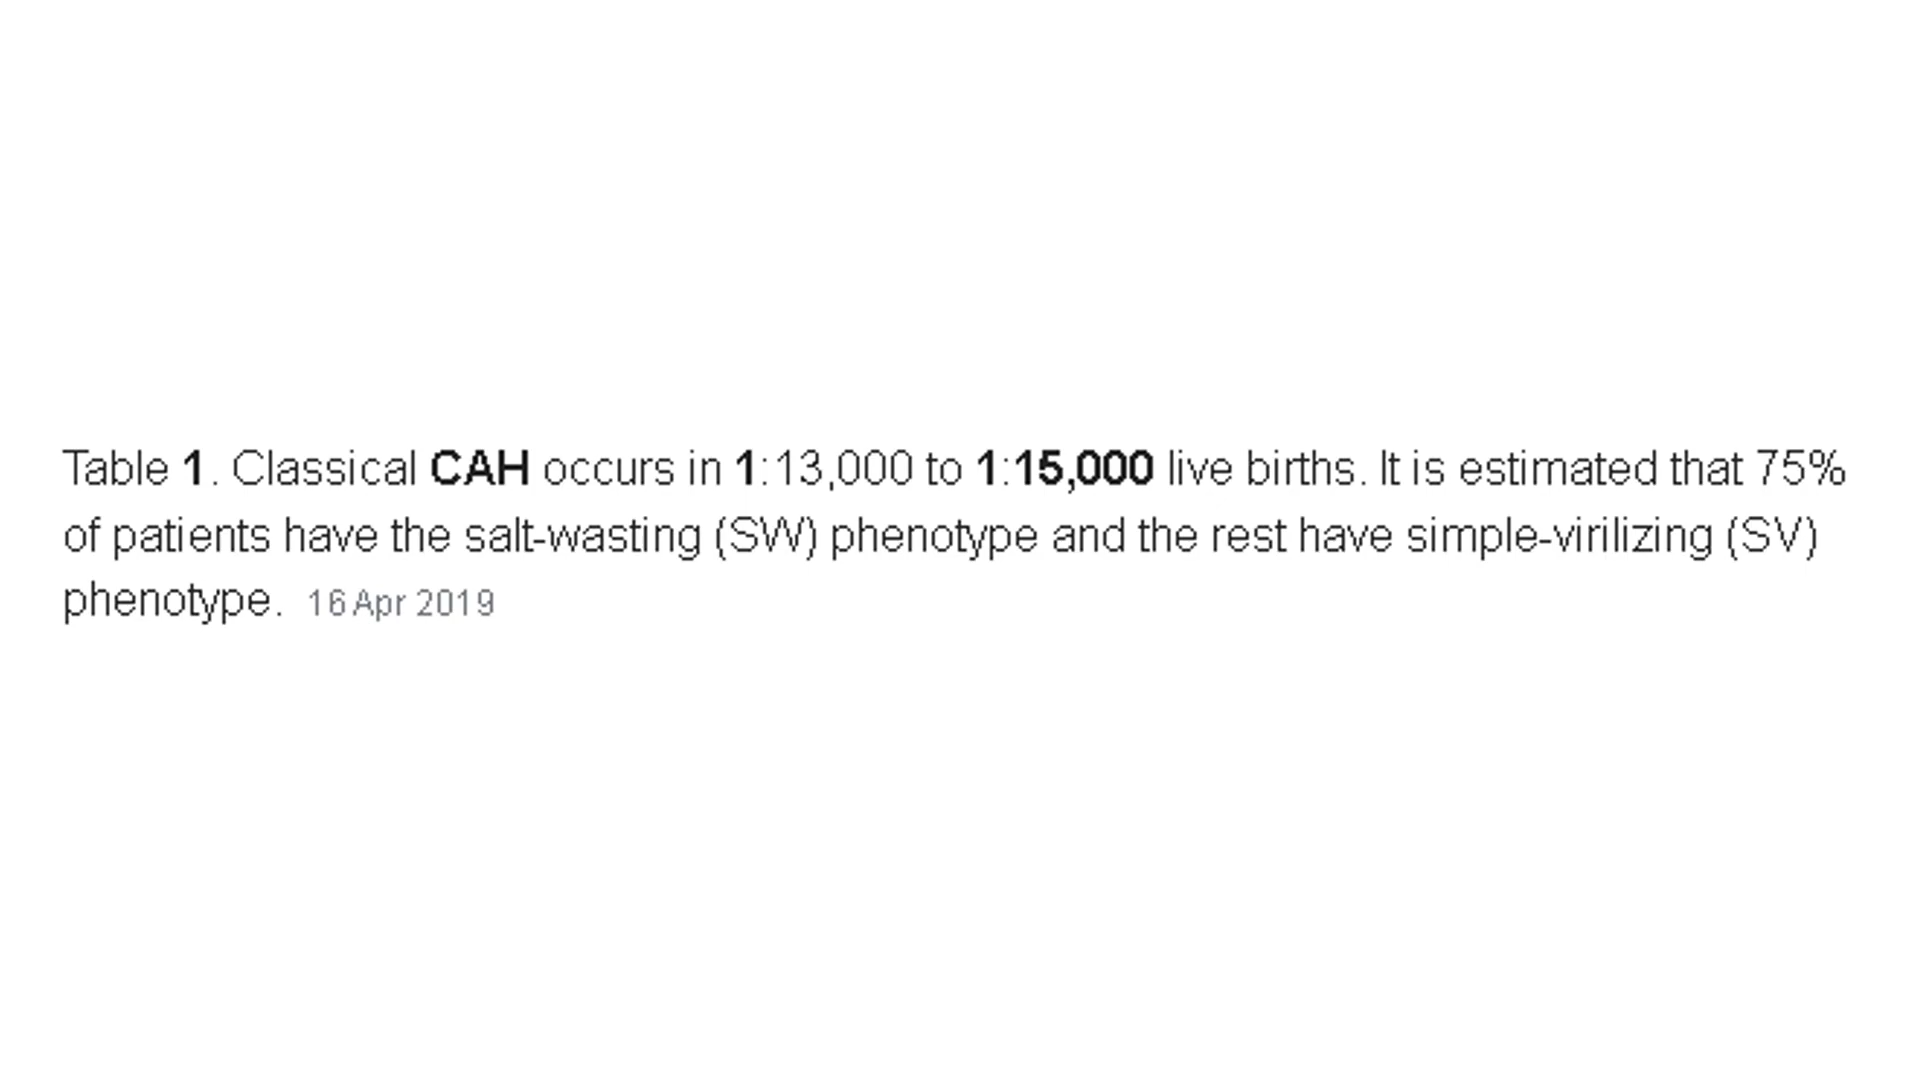 Table 1. Classical CAH occurs in 1:13,000 to 1:15,000 live births. It is estimated that 75%
of patients have the salt-wasting (SW) phenotype and the rest have simple-virilizing (SV)
phenotype. 16 Apr 2019